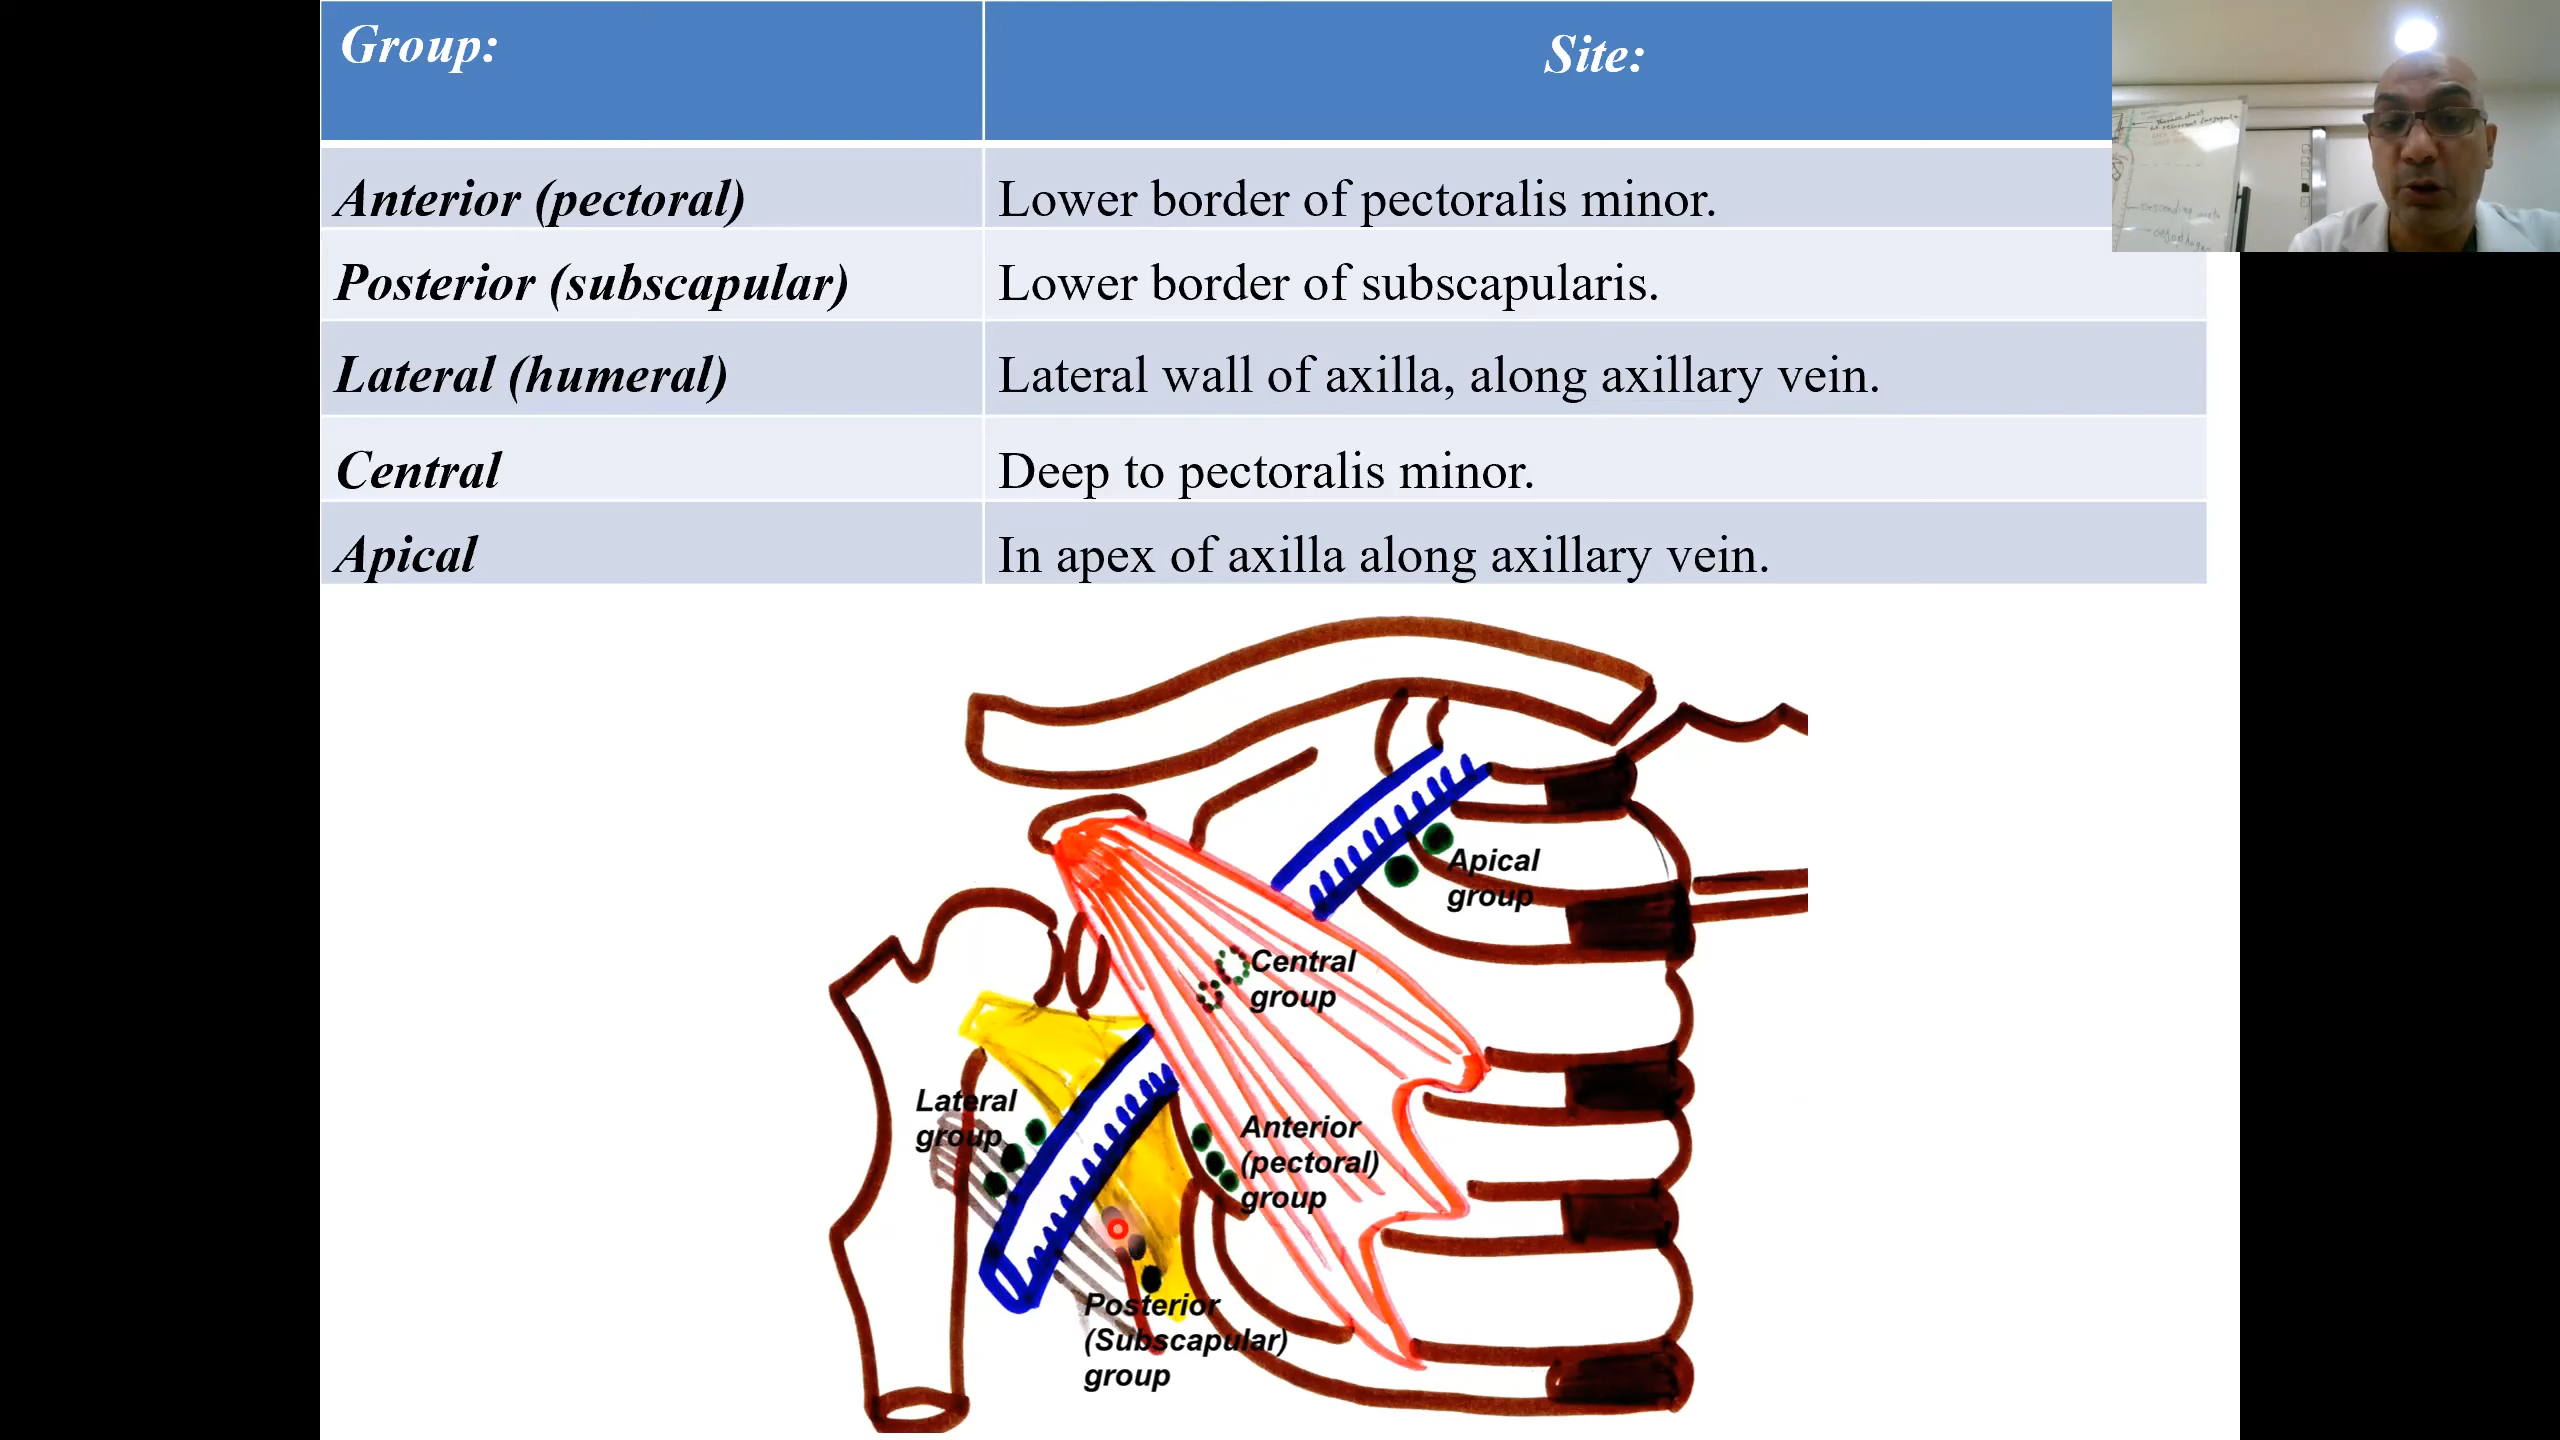 Group: Site:
Anterior (pectoral) Lower border of pectoralis minor.
Posterior (subscapular) Lower border of subscapularis.
Lateral (humeral) Lateral wall of axilla, along axillary vein.
Central Deep to pectoralis minor.
Apical In apex of axilla along axillary vein.
Apical
group
Central
group
Lateral
group
Anterior
(pectoral)
group
Posterior
(Subscapular)
group
Thoracic duct